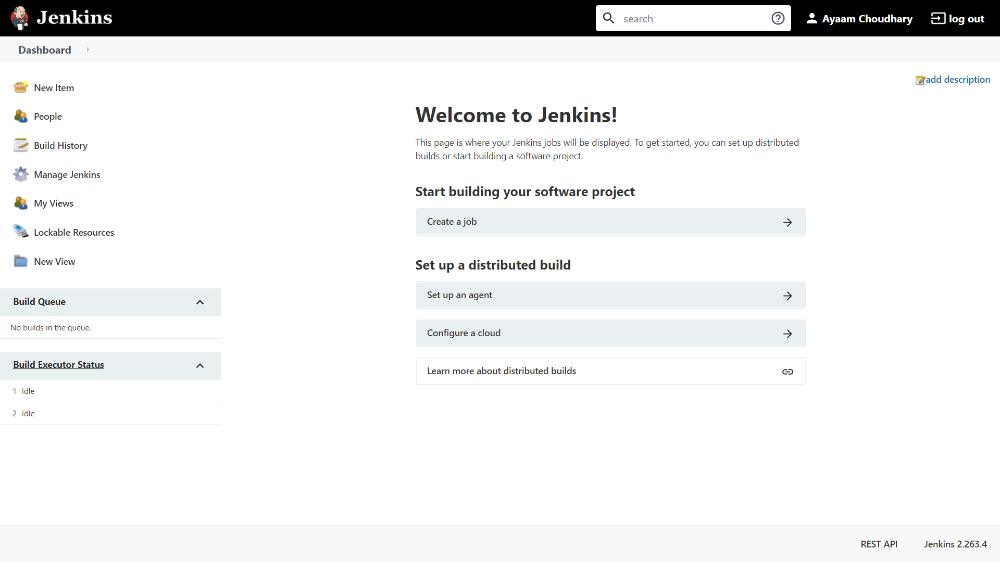 Jenkins
search
Ayaam Choudhary
log out
Dashboard
New Item
People
Build History
Manage Jenkins
My Views
Lockable Resources
New View
Build Queue
No builds in the queue.
Build Executor Status
1 Idle
2 Idle
add description
Welcome to Jenkins!
This page is where your Jenkins jobs will be displayed. To get started, you can set up distributed
builds or start building a software project.
Start building your software project
Create a job
Set up a distributed build
Set up an agent
Configure a cloud
Learn more about distributed builds
REST API
Jenkins 2.263.4